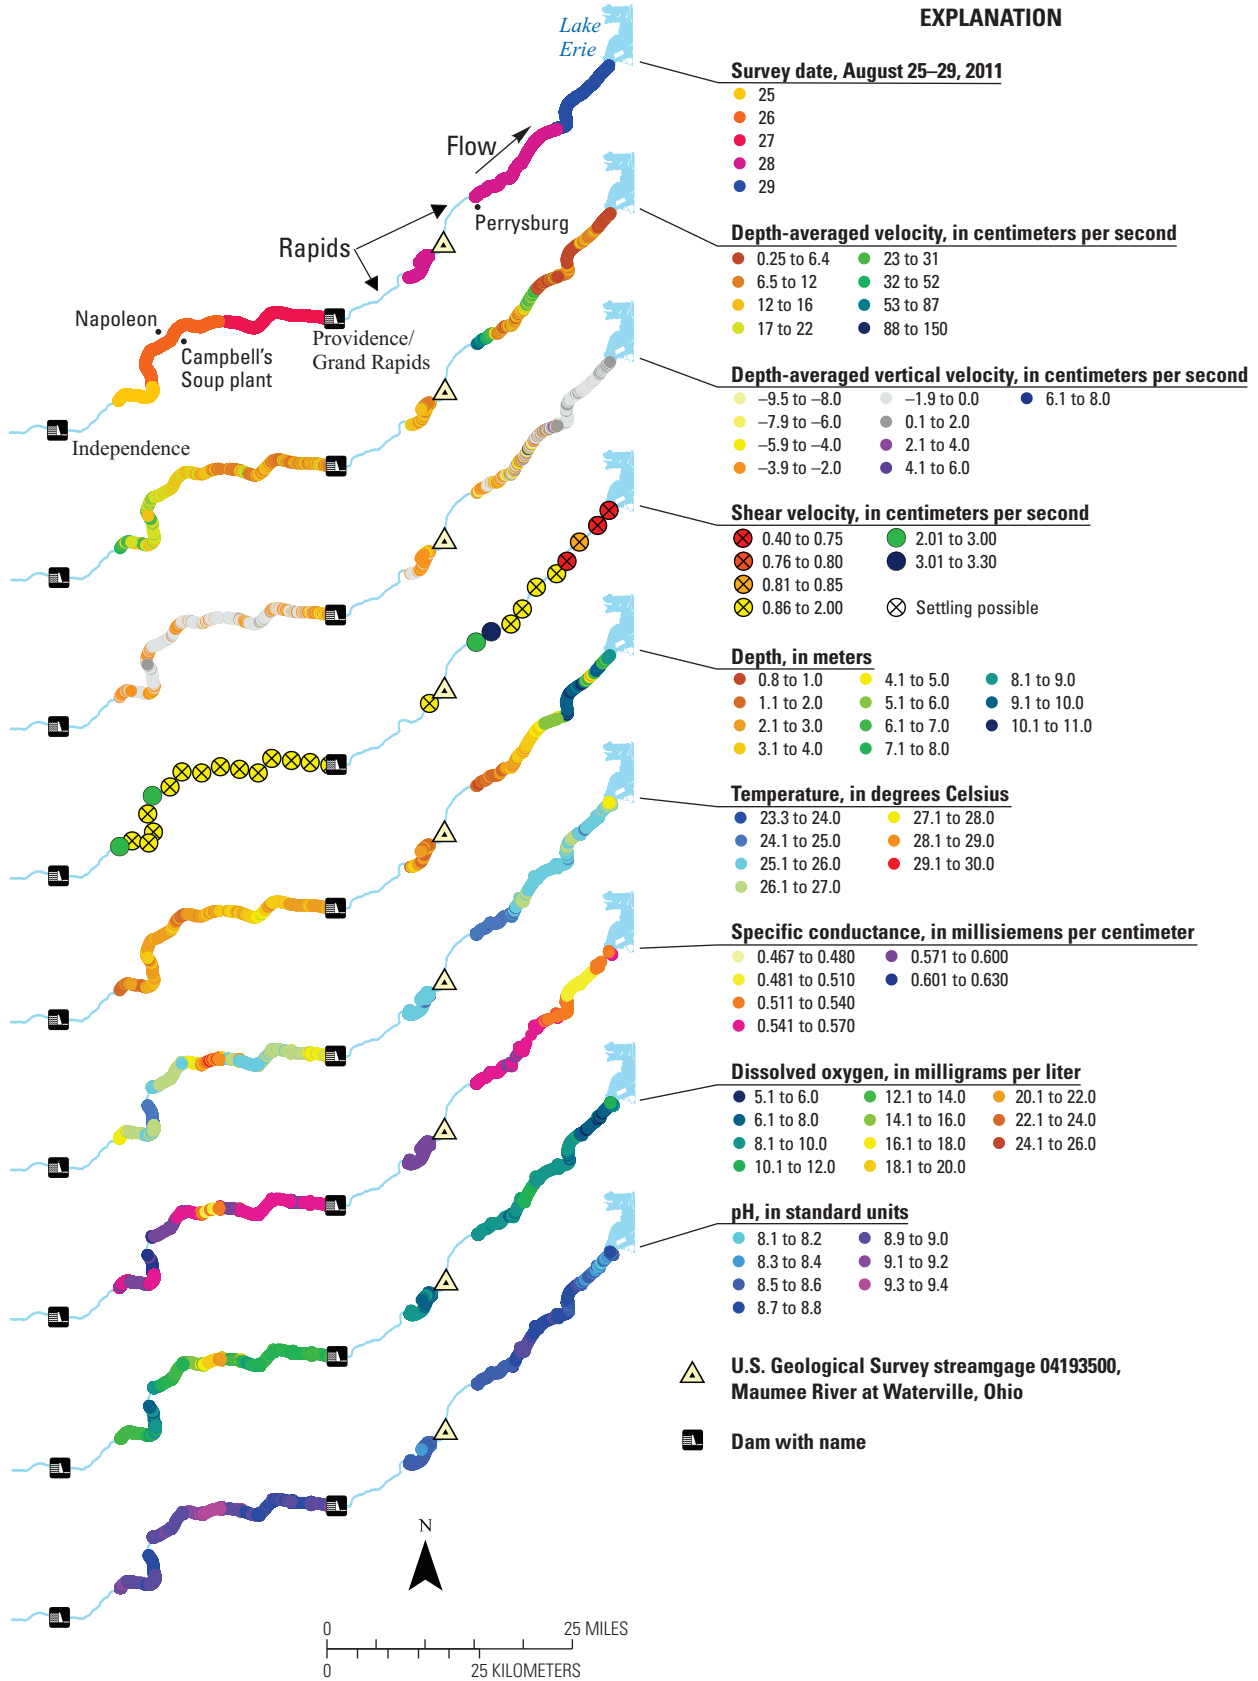 EXPLANATION
Lake
Erie
Survey date, August 25–29, 2011
25
26
27
28
29
Flow
Perrysburg
Rapids
Napoleon
Campbell's
Soup plant
Providence/
Grand Rapids
Independence
Depth-averaged velocity, in centimeters per second
0.25 to 6.4
23 to 31
6.5 to 12
32 to 52
12 to 16
53 to 87
17 to 22
88 to 150
Depth-averaged vertical velocity, in centimeters per second
–9.5 to –8.0
–1.9 to 0.0
6.1 to 8.0
–7.9 to –6.0
0.1 to 2.0
–5.9 to –4.0
2.1 to 4.0
–3.9 to –2.0
4.1 to 6.0
Shear velocity, in centimeters per second
0.40 to 0.75
2.01 to 3.00
0.76 to 0.80
3.01 to 3.30
0.81 to 0.85
0.86 to 2.00
Settling possible
Depth, in meters
0.8 to 1.0
4.1 to 5.0
8.1 to 9.0
1.1 to 2.0
5.1 to 6.0
9.1 to 10.0
2.1 to 3.0
6.1 to 7.0
10.1 to 11.0
3.1 to 4.0
7.1 to 8.0
Temperature, in degrees Celsius
23.3 to 24.0
27.1 to 28.0
24.1 to 25.0
28.1 to 29.0
25.1 to 26.0
29.1 to 30.0
26.1 to 27.0
Specific conductance, in millisiemens per centimeter
0.467 to 0.480
0.571 to 0.600
0.481 to 0.510
0.601 to 0.630
0.511 to 0.540
0.541 to 0.570
Dissolved oxygen, in milligrams per liter
5.1 to 6.0
12.1 to 14.0
20.1 to 22.0
6.1 to 8.0
14.1 to 16.0
22.1 to 24.0
8.1 to 10.0
16.1 to 18.0
24.1 to 26.0
10.1 to 12.0
18.1 to 20.0
pH, in standard units
8.1 to 8.2
8.9 to 9.0
8.3 to 8.4
9.1 to 9.2
8.5 to 8.6
9.3 to 9.4
8.7 to 8.8
U.S. Geological Survey streamgage 04193500,
Maumee River at Waterville, Ohio
Dam with name
N
0 25 MILES
0 25 KILOMETERS